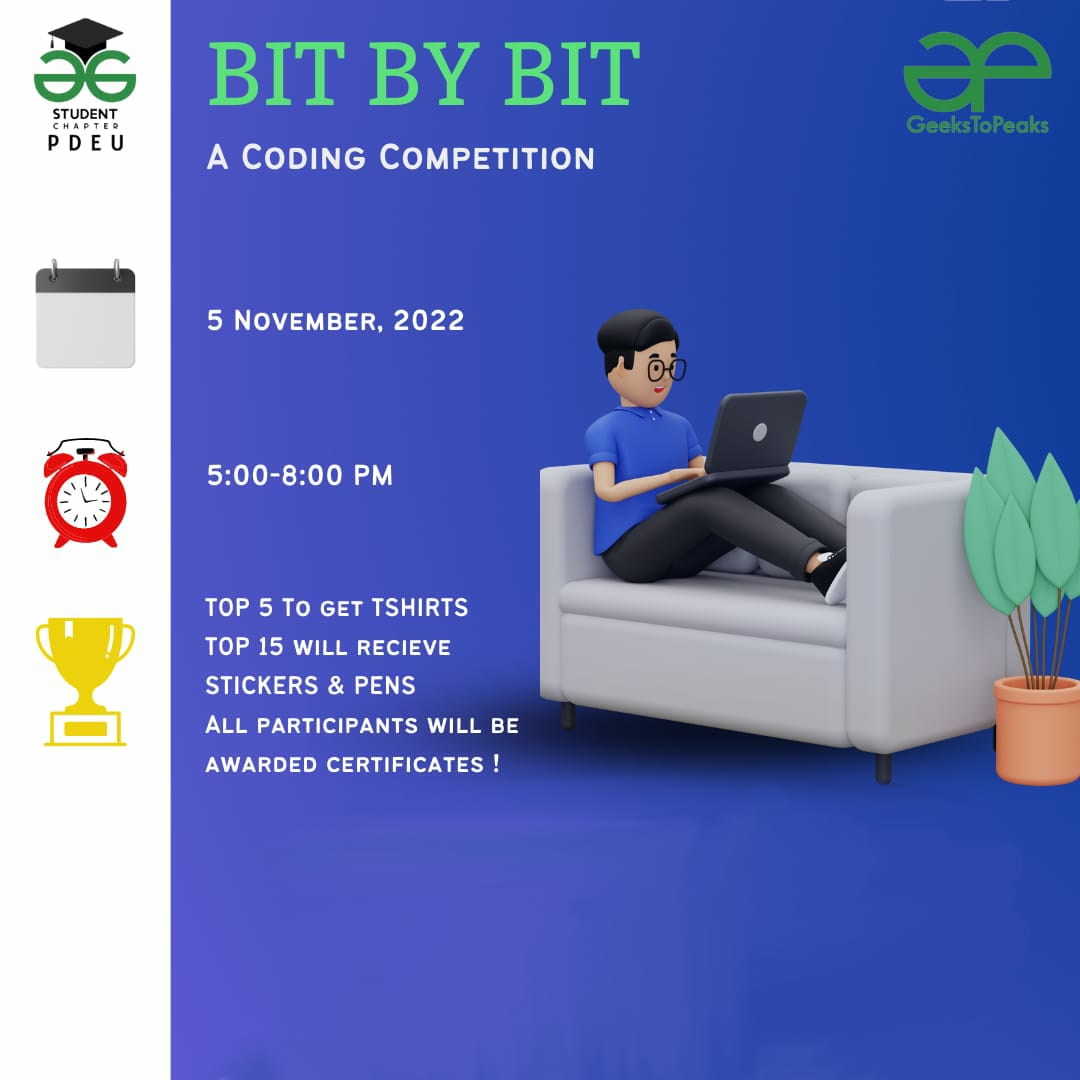 STUDENT
CHAPTER
PDEU
BIT BY BIT
A Coding Competition
GeeksToPeaks
5 November, 2022
5:00-8:00 PM
TOP 5 To get TSHIRTS
TOP 15 will recieve
STICKERS & PENS
All participants will be
awarded certificates !